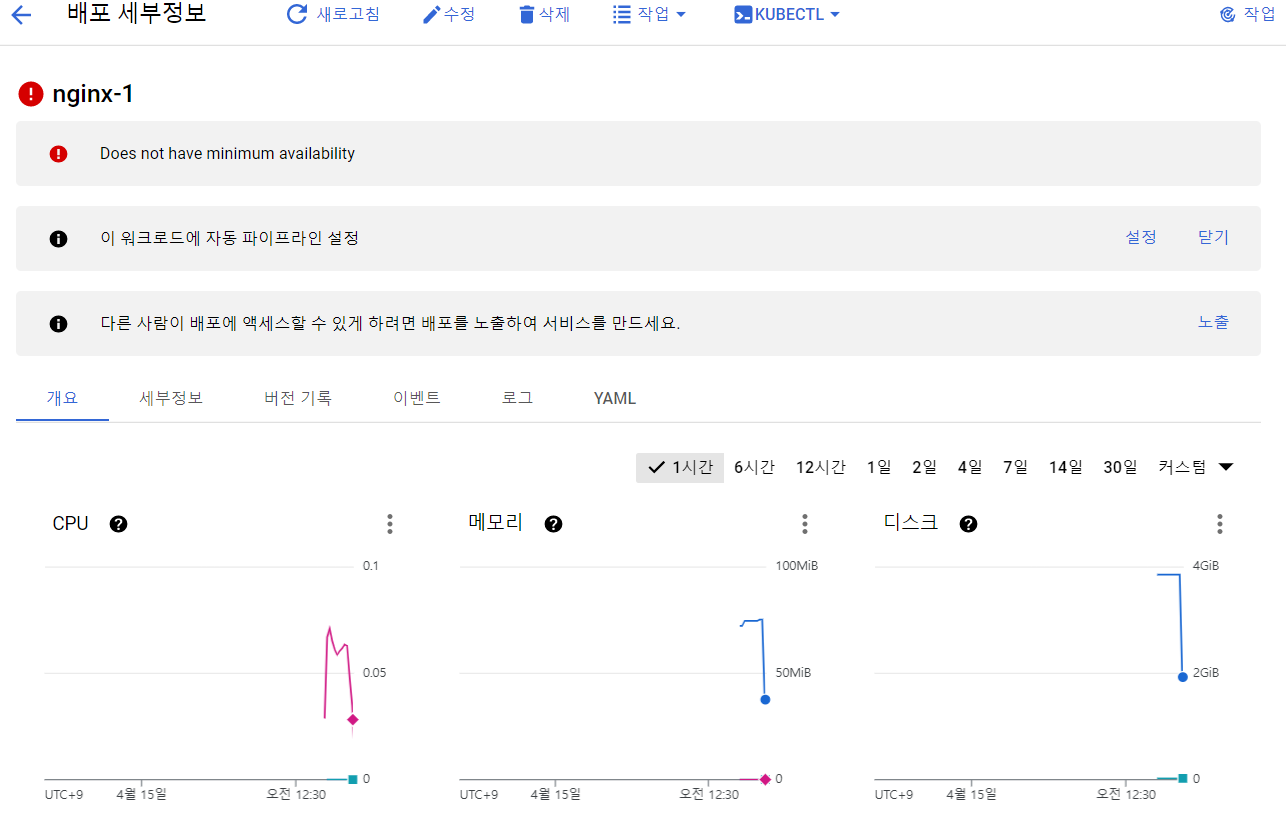 배포 세부정보 새로고침 수정 삭제 작업 KUBECTL 작업
nginx-1
Does not have minimum availability
이 워크로드에 자동 파이프라인 설정 설정 닫기
다른 사람이 배포에 액세스할 수 있게 하려면 배포를 노출하여 서비스를 만드세요. 노출
개요 세부정보 버전 기록 이벤트 로그 YAML
1시간 6시간 12시간 1일 2일 4일 7일 14일 30일 커스텀
CPU 메모리 디스크
0.1 100MiB 4GiB
0.05 50MiB 2GiB
0 0 0
UTC+9 4월 15일 오전 12:30 UTC+9 4월 15일 오전 12:30 UTC+9 4월 15일 오전 12:30